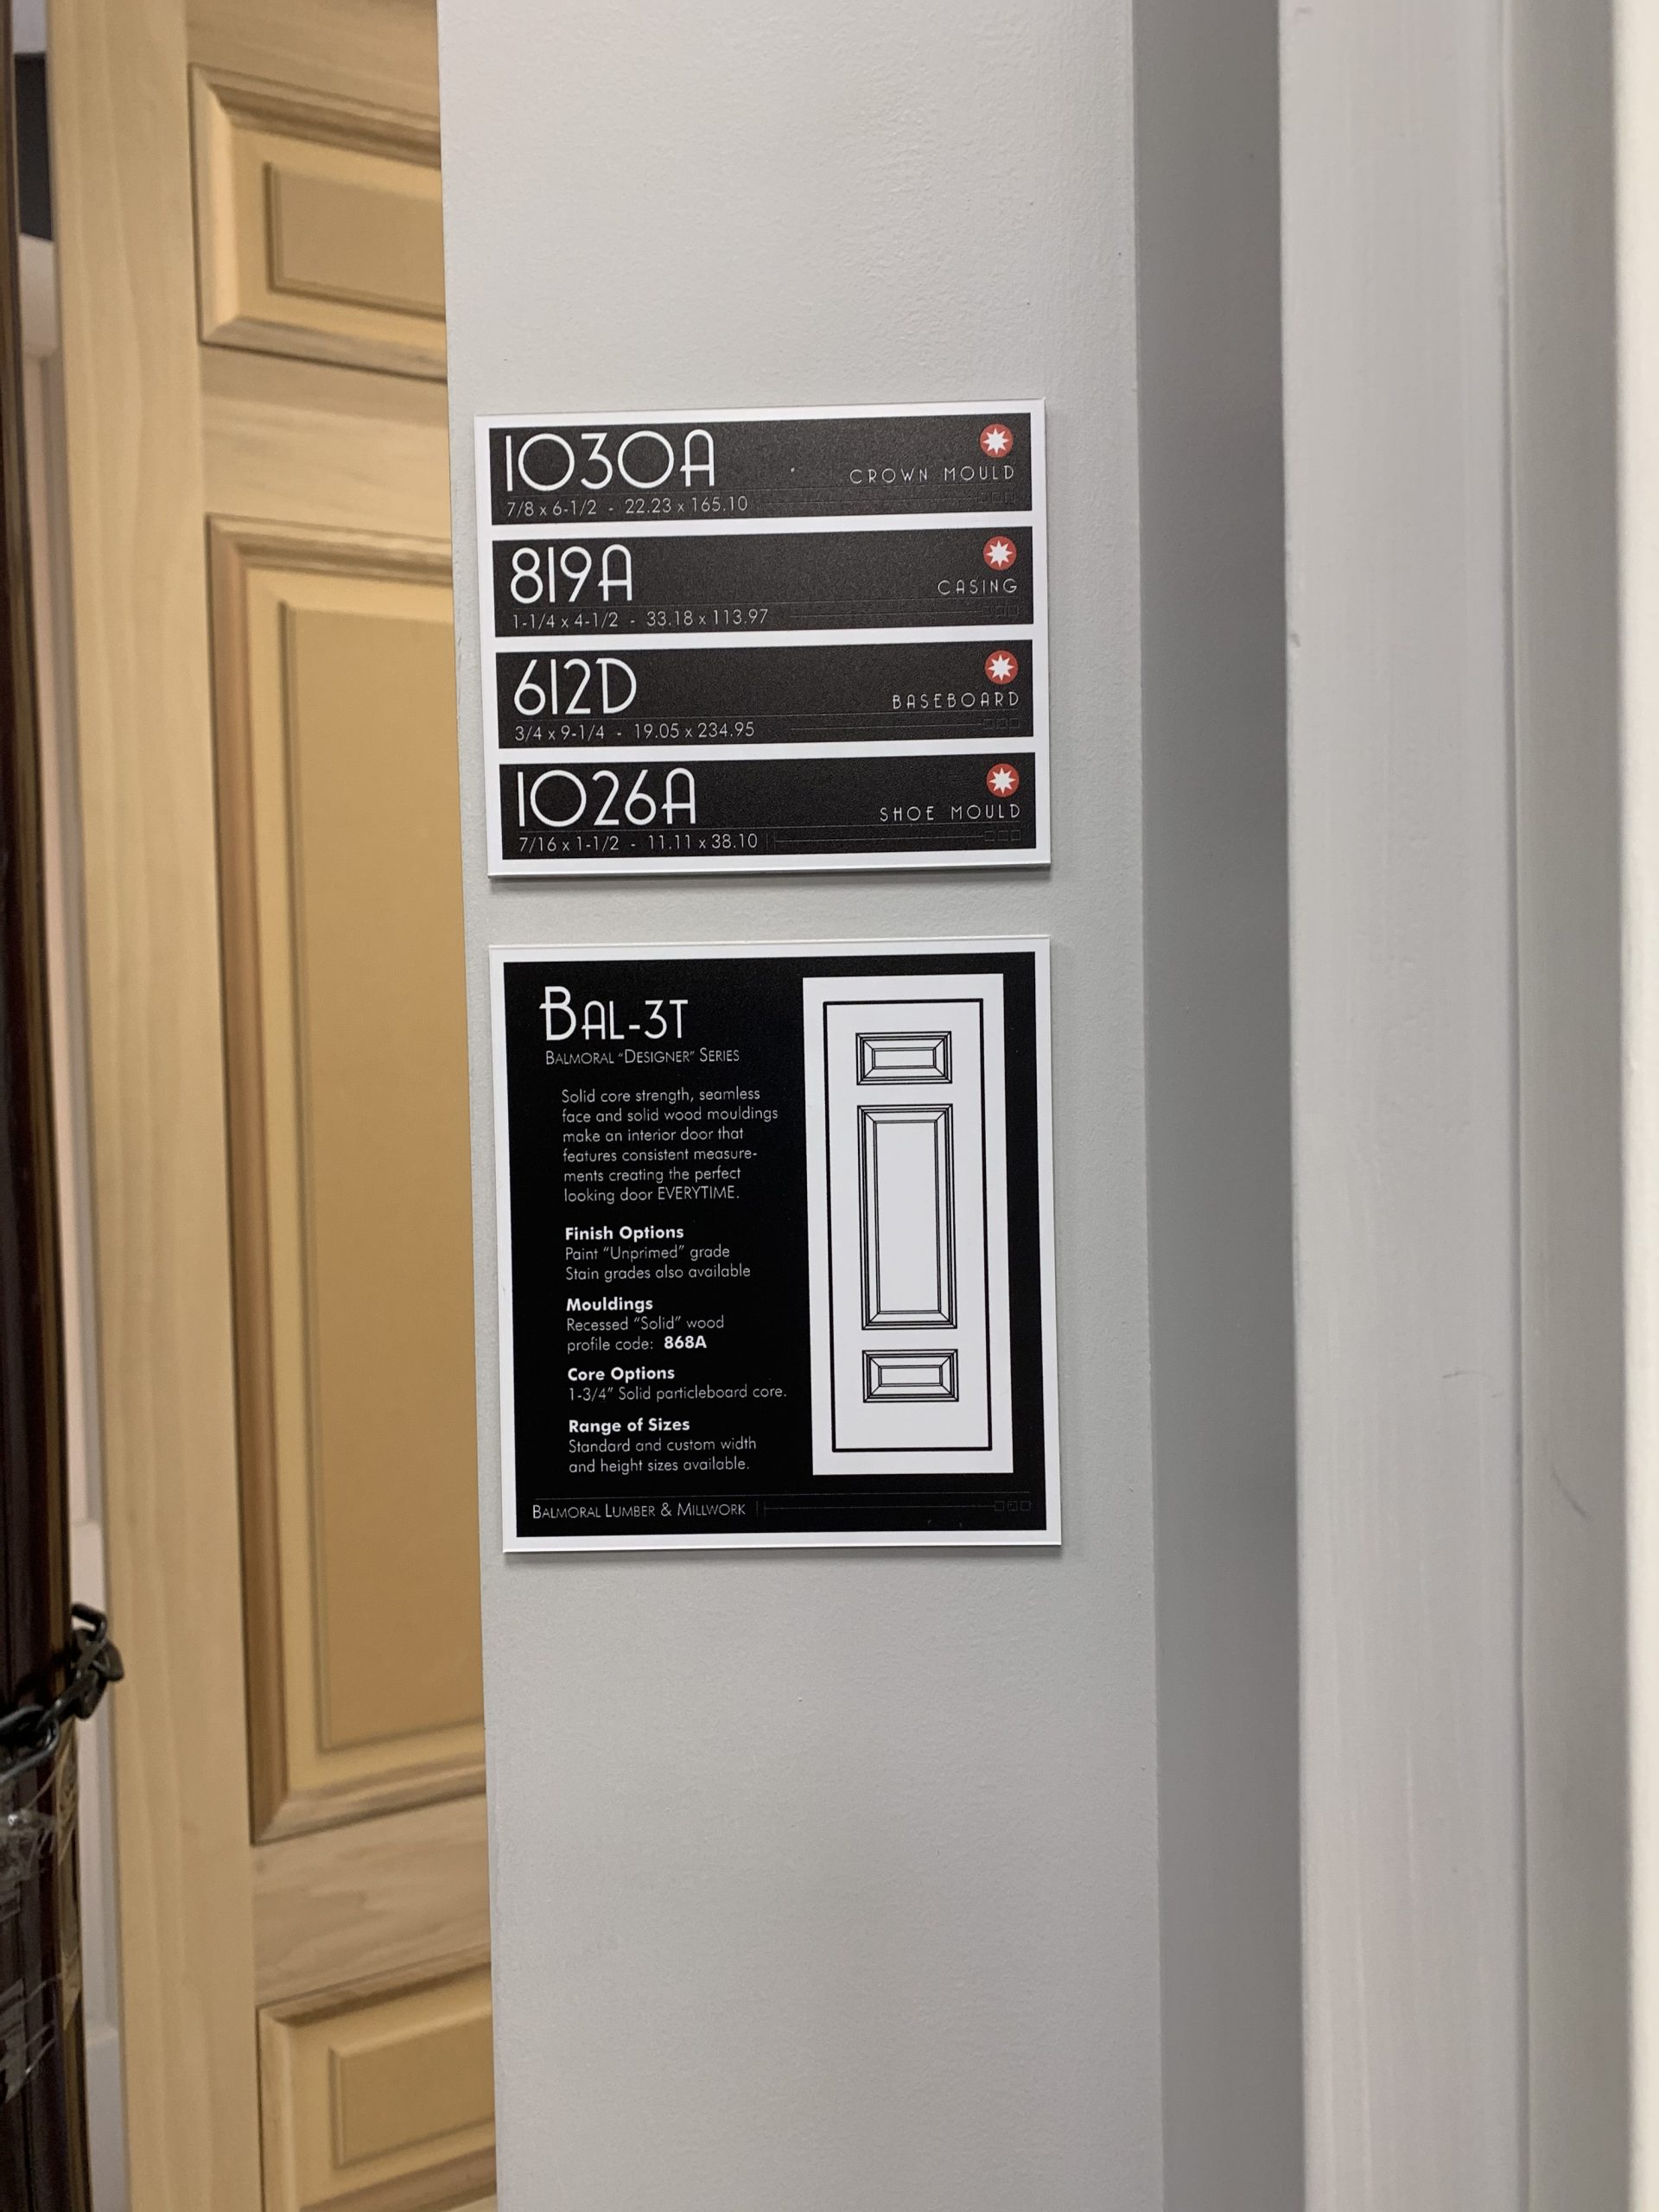 1030A
CROWN MOULD
7/8 x 6-1/2 - 22.23 x 165.10
819A
CASING
1-1/4 x 4-1/2 - 33.18 x 113.97
612D
BASEBOARD
3/4 x 9-1/4 - 19.05 x 234.95
1026A
SHOE MOULD
7/16 x 1-1/2 - 11.11 x 38.10
BAL-3T
BALMORAL "DESIGNER" SERIES
Solid core strength, seamless
face and solid wood mouldings
make an interior door that
features consistent measure-
ments creating the perfect
looking door EVERYTIME.
Finish Options
Paint "Unprimed" grade
Stain grades also available
Mouldings
Recessed "Solid" wood
profile code: 868A
Core Options
1-3/4" Solid particleboard core.
Range of Sizes
Standard and custom width
and height sizes available.
BALMORAL LUMBER & MILLWORK